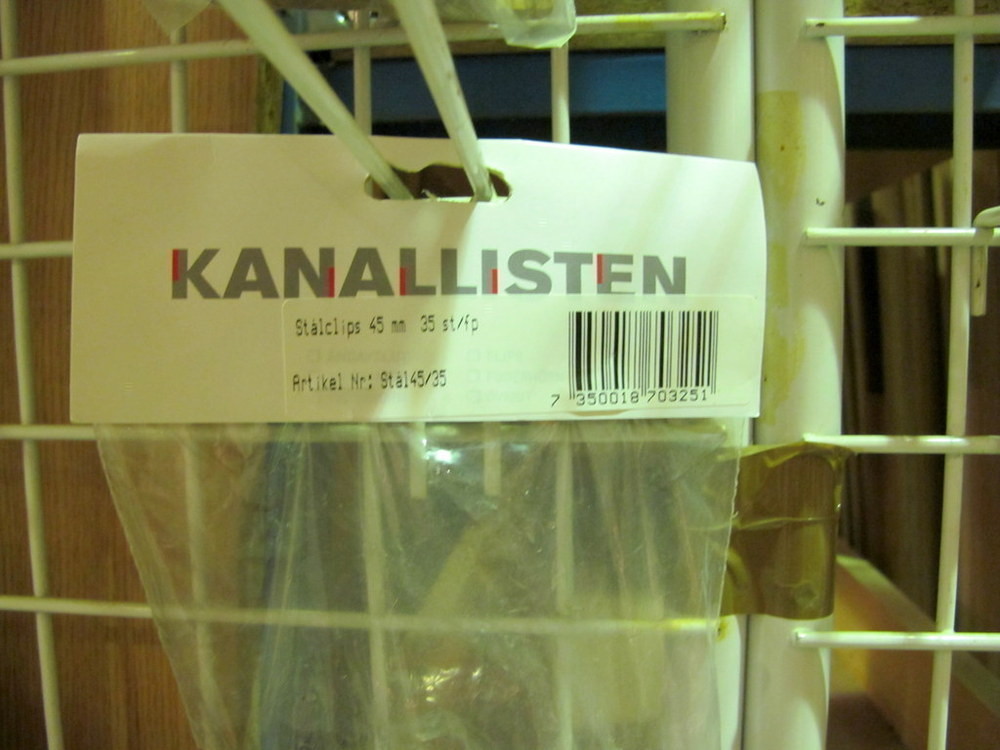 KANALLISTEN
Stålclips 45 mm 35 st/fp
Artikel Nr: Stål45/35
7 350018 703251